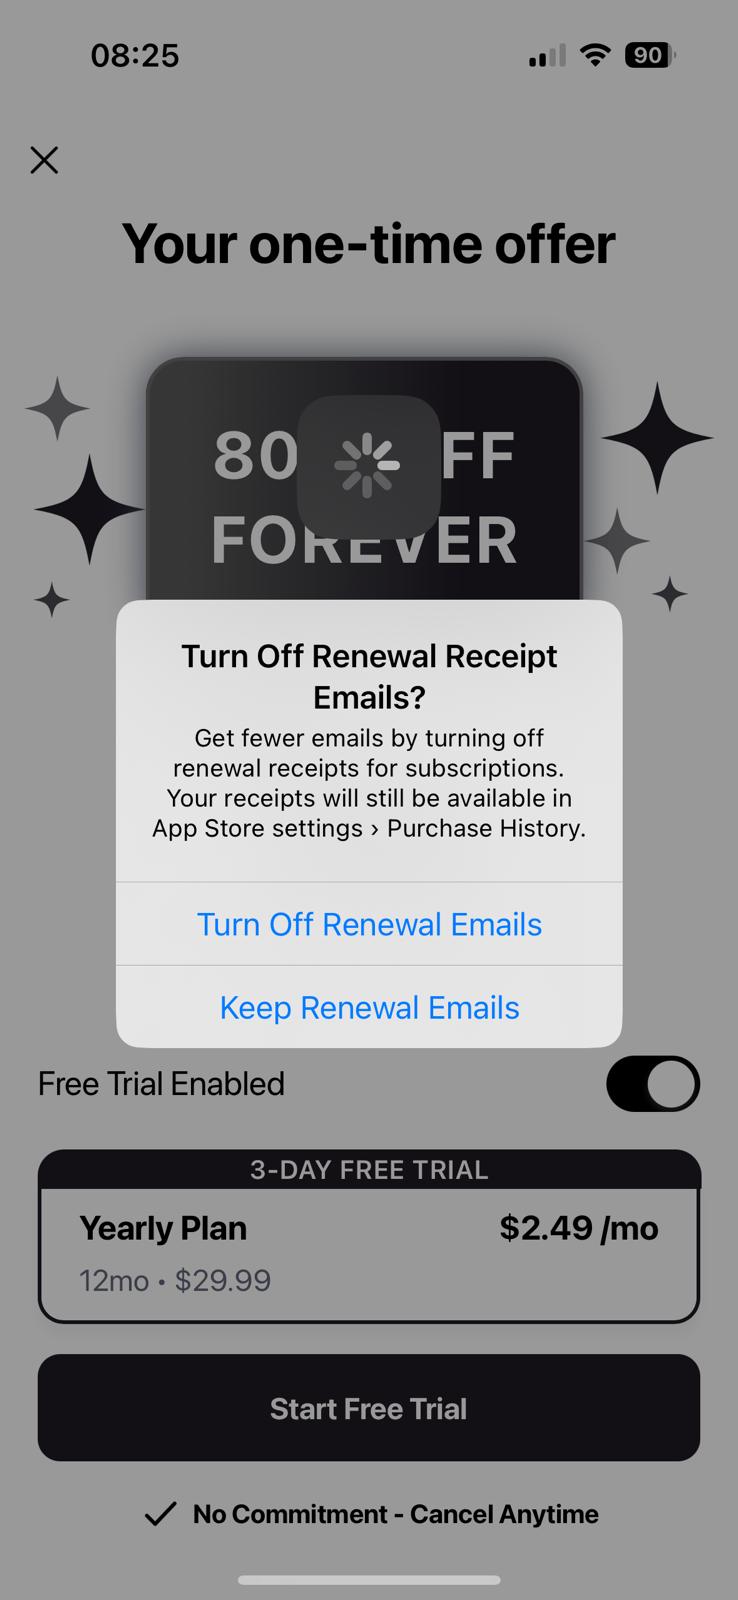 08:25
90
Your one-time offer
80 FF
FOREVER
Turn Off Renewal Receipt
Emails?
Get fewer emails by turning off
renewal receipts for subscriptions.
Your receipts will still be available in
App Store settings › Purchase History.
Turn Off Renewal Emails
Keep Renewal Emails
Free Trial Enabled
3-DAY FREE TRIAL
Yearly Plan
$2.49 /mo
12mo • $29.99
Start Free Trial
No Commitment - Cancel Anytime